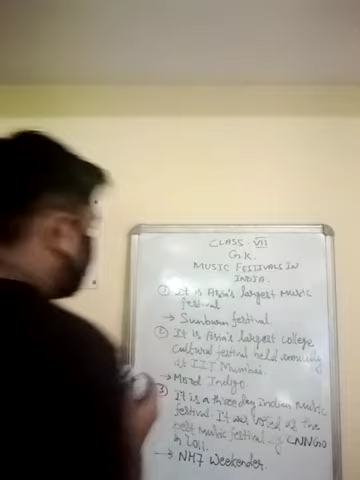 CLASS - VII
G.K.
MUSIC FESTIVALS IN
INDIA.
① It is Asia's largest Music
festival
→ Sunburn festival.
② It is Asia's largest college
Cultural festival held annually
at IIT Mumbai.
→ Mood Indigo.
③ It is a three day Indian Music
festival. It was voted as the
best Music festival of CNNGo
in 2011.
→ NH7 Weekender.